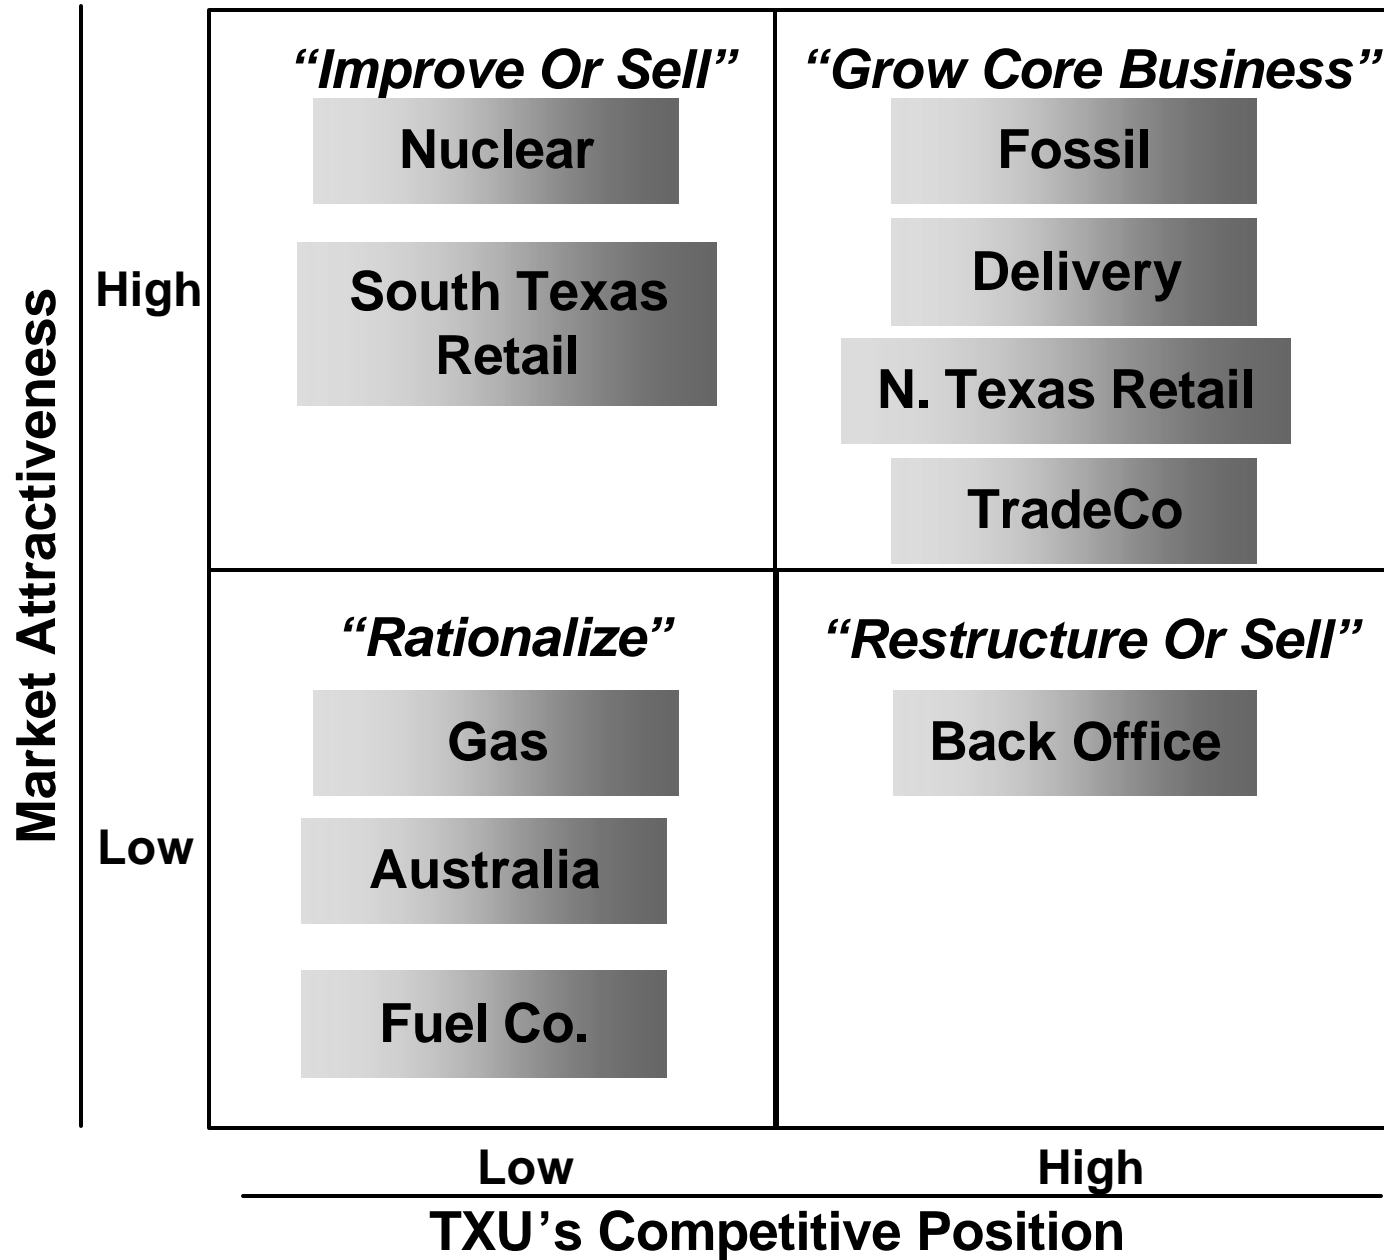 “Improve Or Sell”
Nuclear
South Texas
Retail
“Grow Core Business”
Fossil
Delivery
N. Texas Retail
TradeCo
“Rationalize”
Gas
Australia
Fuel Co.
“Restructure Or Sell”
Back Office
Market Attractiveness
High
Low
Low
High
TXU’s Competitive Position